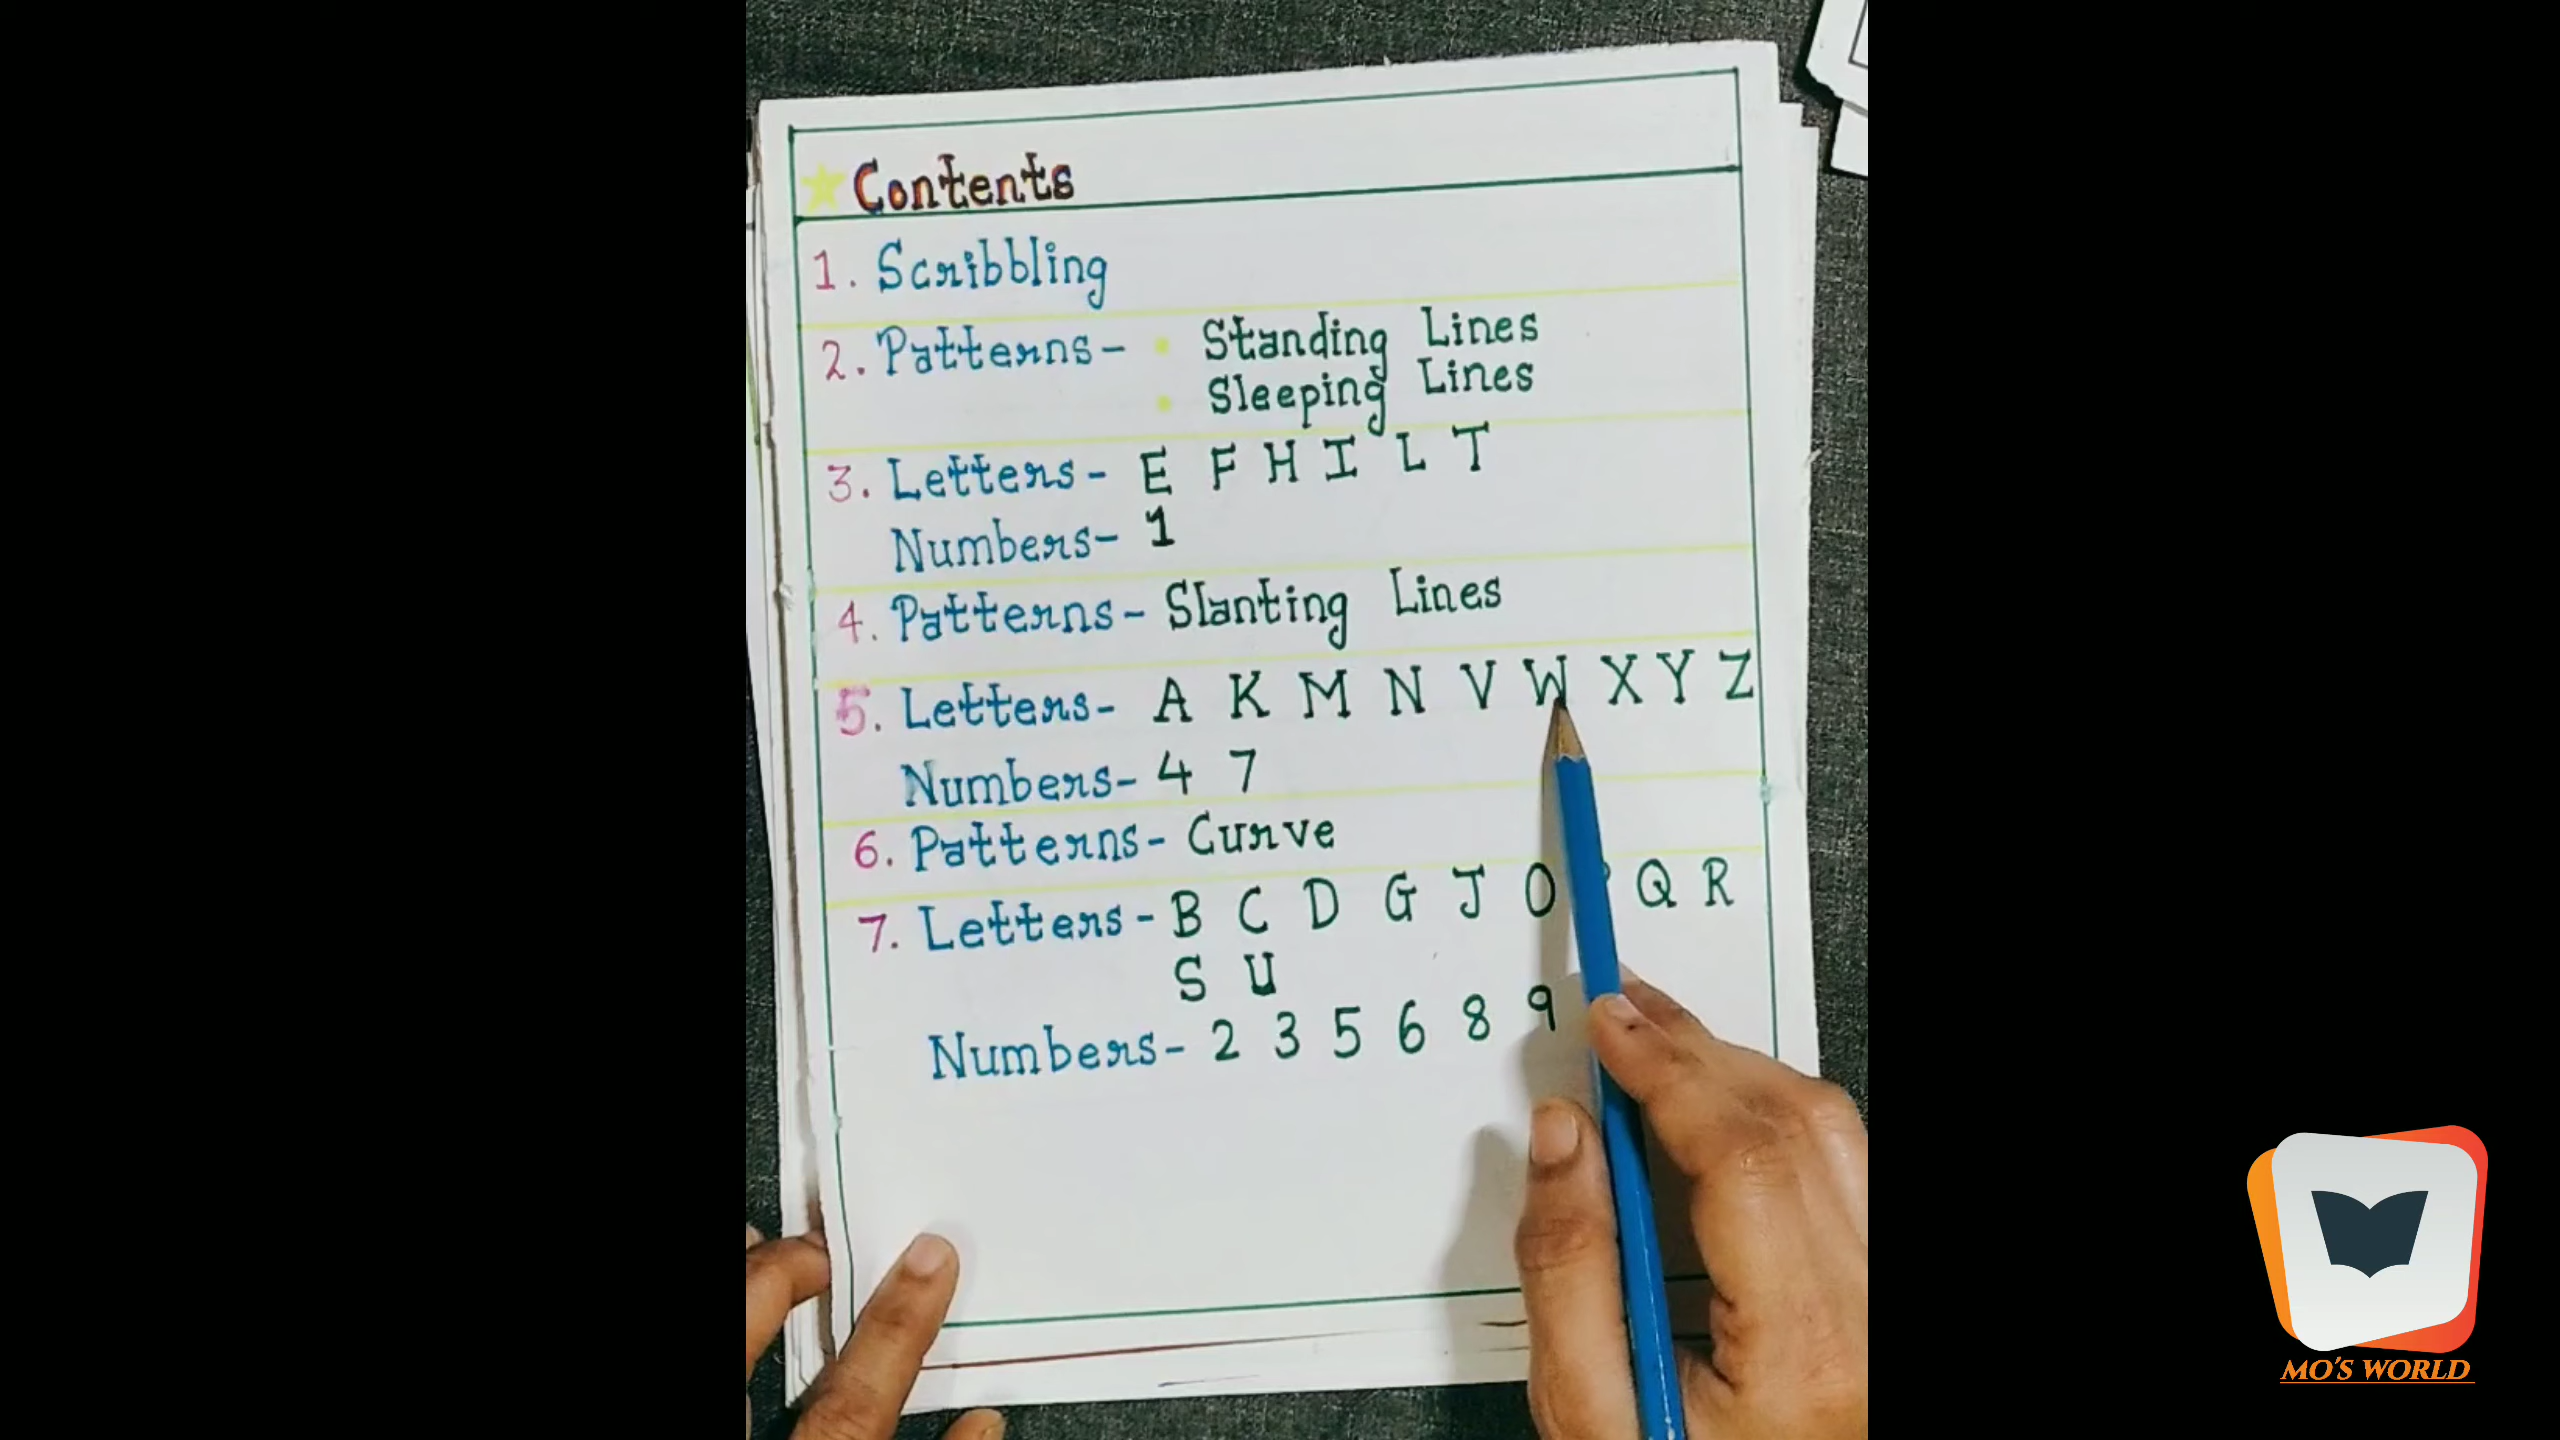 Contents
1. Scribbling
2. Patterns - • Standing Lines
• Sleeping Lines
3. Letters - E F H I L T
Numbers - 1
4. Patterns - Slanting Lines
5. Letters - A K M N V W X Y Z
Numbers - 4 7
6. Patterns - Curve
7. Letters - B C D G J O Q R
S U
Numbers - 2 3 5 6 8 9
MO'S WORLD